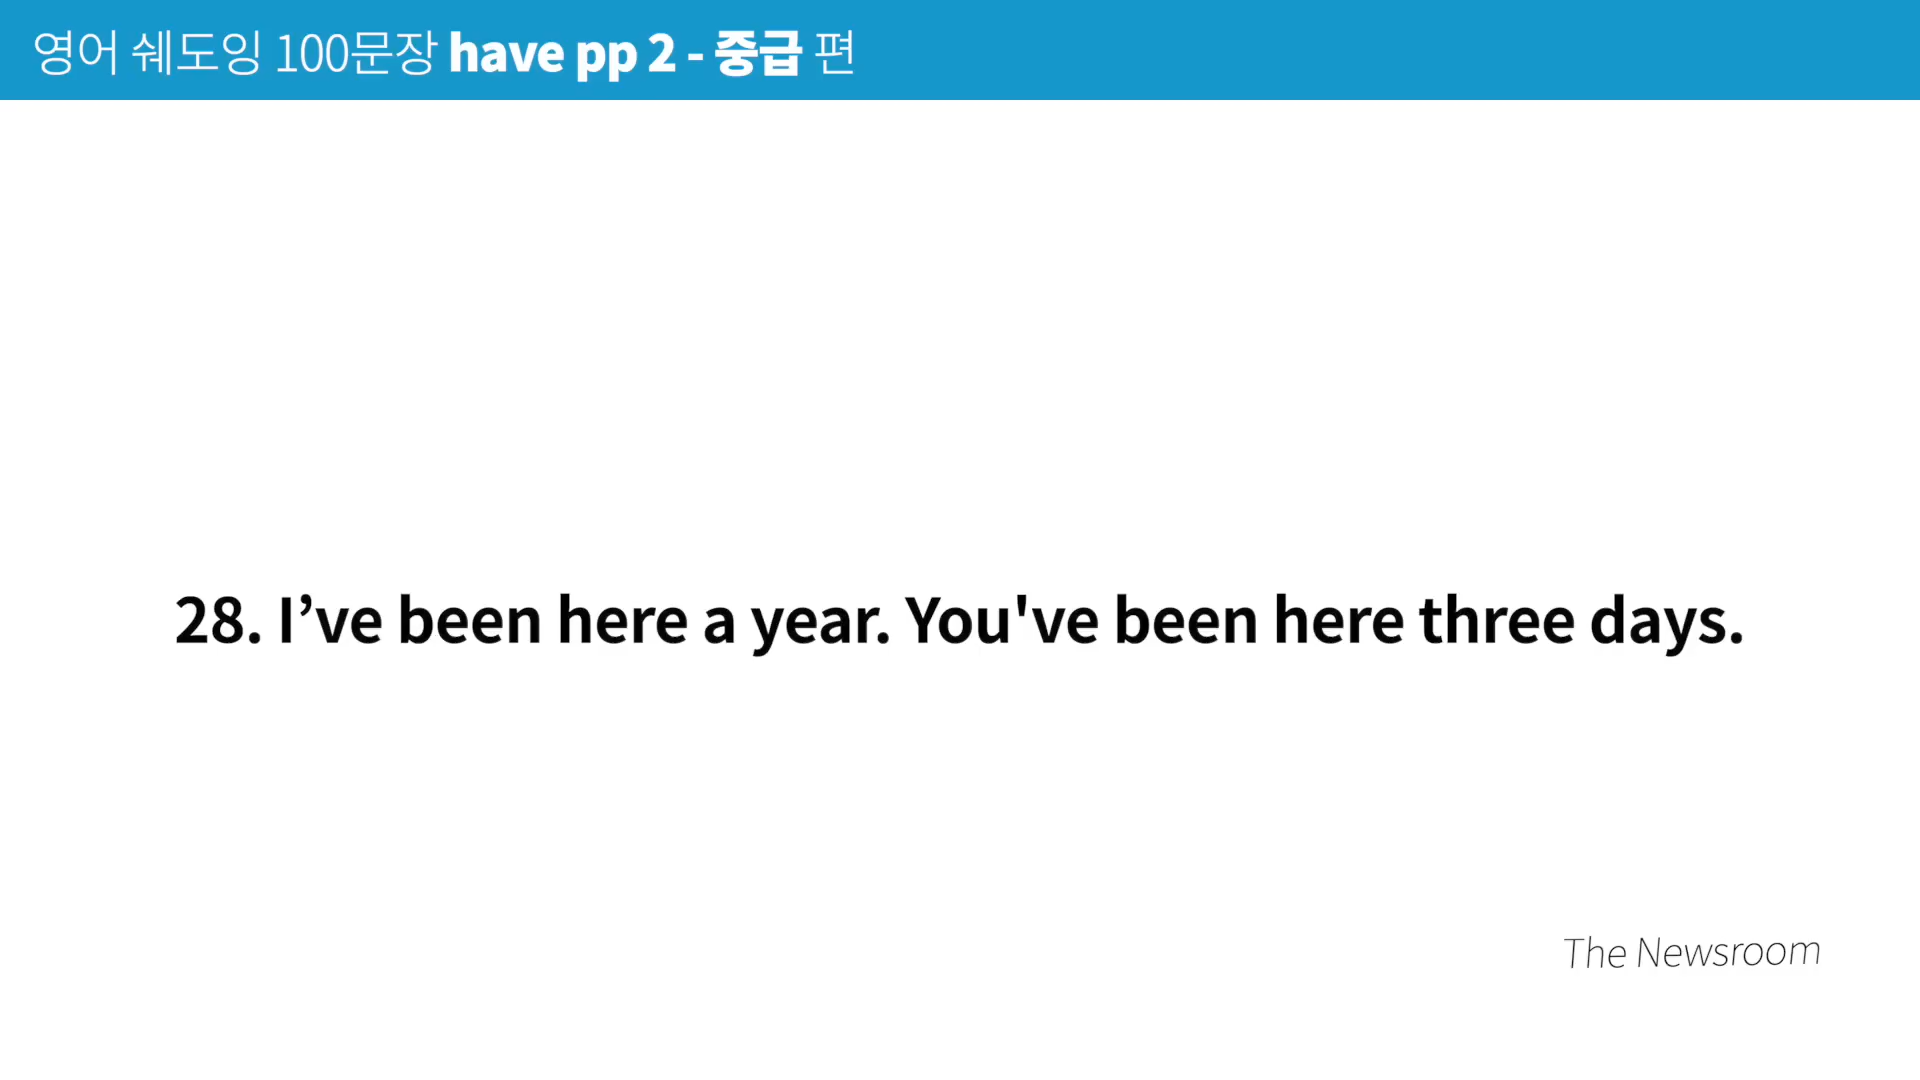 영어 쉐도잉 100문장 have pp 2 - 중급 편
28. I’ve been here a year. You've been here three days.
The Newsroom